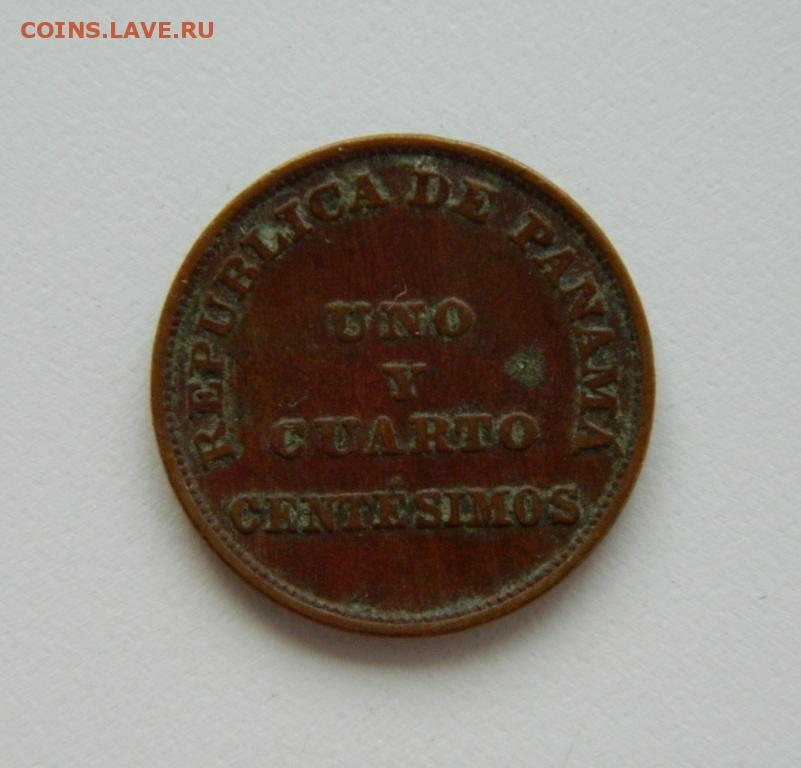 COINS.LAVE.RU
REPUBLICA DE PANAMA
UNO
Y
CUARTO
CENTÉSIMOS